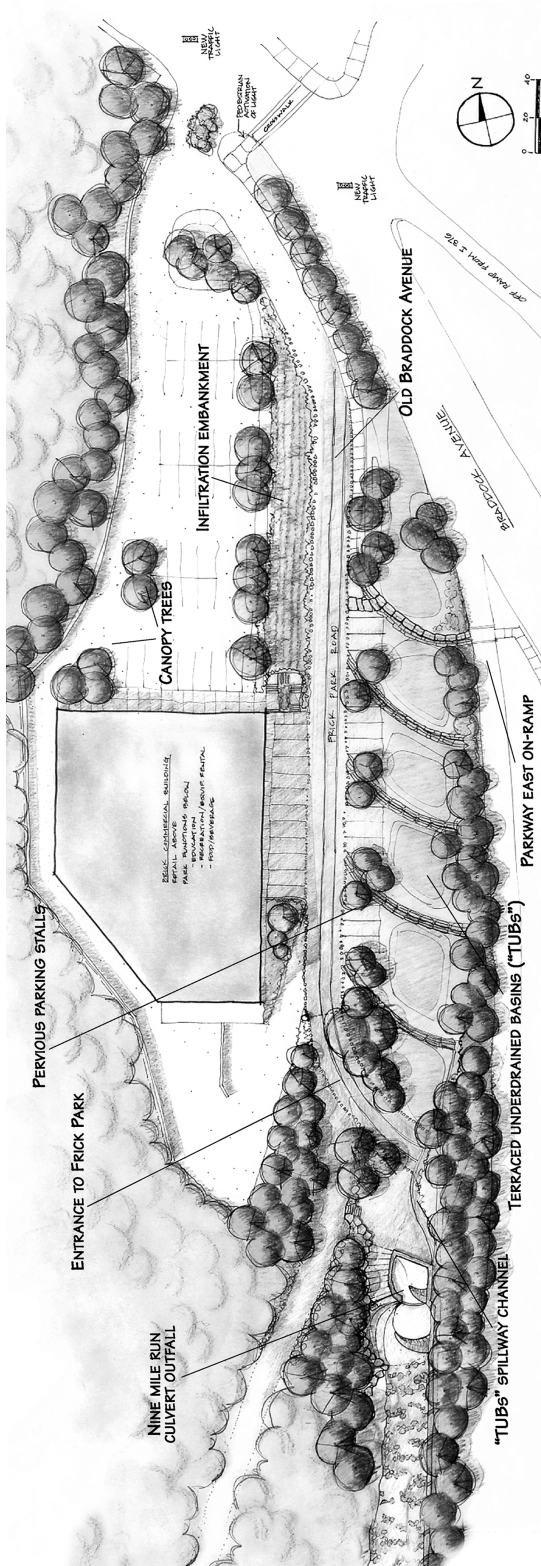 NEW
TRAFFIC
LIGHT
PEDESTRIAN
ACTIVATION
OF LIGHT
CROSSWALK
N
0
20
40
NEW
TRAFFIC
LIGHT
OFF RAMP FROM I 376
OLD BRADDOCK AVENUE
BRADDOCK AVENUE
INFILTRATION EMBANKMENT
CANOPY TREES
FRICK PARK ROAD
PARKWAY EAST ON-RAMP
COMMERCIAL BUILDING
RETAIL ABOVE
PARK FUNCTIONS BELOW
- EDUCATION
- RECREATION/EQUIP. RENTAL
- FOOD/BEVERAGE
PERVIOUS PARKING STALLS
TERRACED UNDERDRAINED BASINS ("TUBS")
ENTRANCE TO FRICK PARK
"TUBS" SPILLWAY CHANNEL
NINE MILE RUN
CULVERT OUTFALL